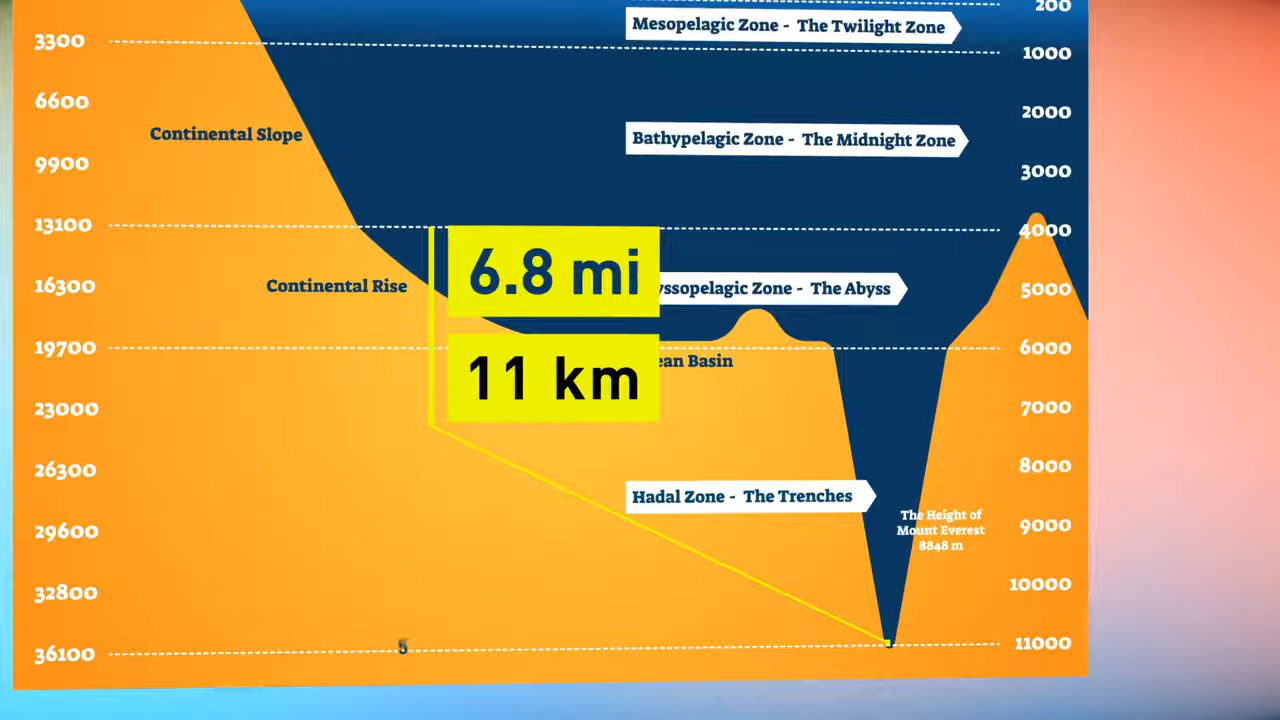 200
Mesopelagic Zone - The Twilight Zone
3300
1000
6600
2000
Continental Slope
Bathypelagic Zone - The Midnight Zone
9900
3000
13100
4000
6.8 mi
16300
Continental Rise
yssopelagic Zone - The Abyss
5000
19700
6000
ean Basin
11 km
23000
7000
26300
8000
Hadal Zone - The Trenches
The Height of
Mount Everest
8848 m
29600
9000
32800
10000
36100
5
11000